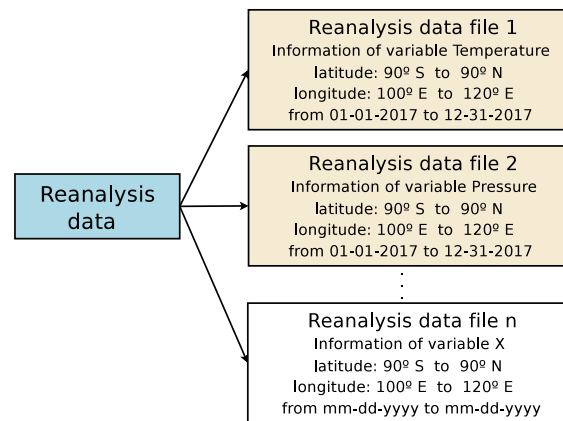 Reanalysis
data
Reanalysis data file 1
Information of variable Temperature
latitude: 90º S to 90º N
longitude: 100º E to 120º E
from 01-01-2017 to 12-31-2017
Reanalysis data file 2
Information of variable Pressure
latitude: 90º S to 90º N
longitude: 100º E to 120º E
from 01-01-2017 to 12-31-2017
Reanalysis data file n
Information of variable X
latitude: 90º S to 90º N
longitude: 100º E to 120º E
from mm-dd-yyyy to mm-dd-yyyy